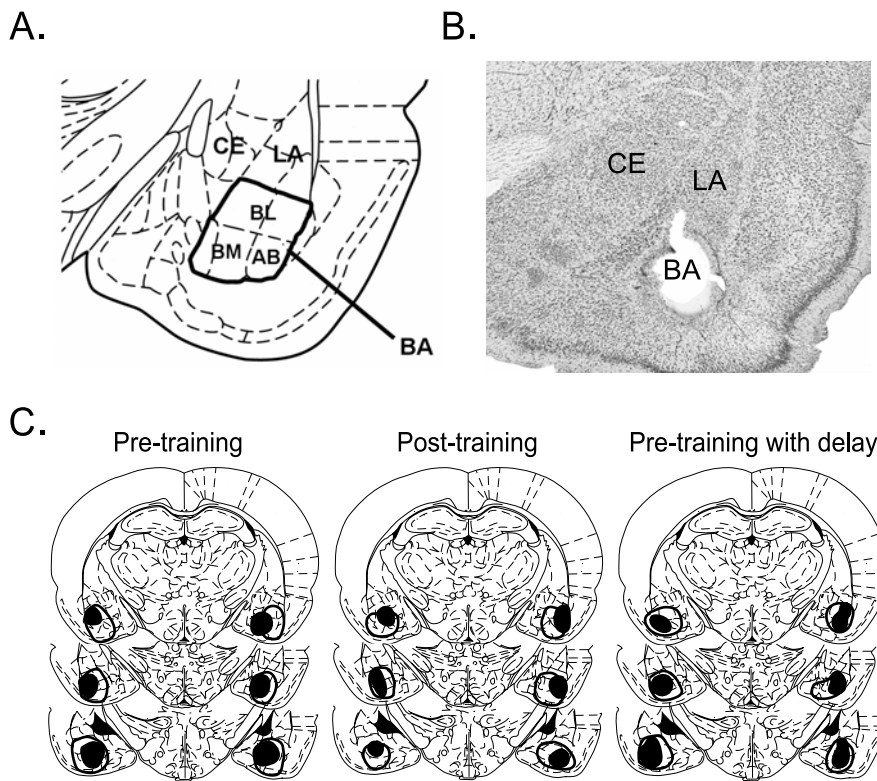 A.
CE
LA
BL
BM
AB
BA
B.
CE
LA
BA
C.
Pre-training
Post-training
Pre-training with delay